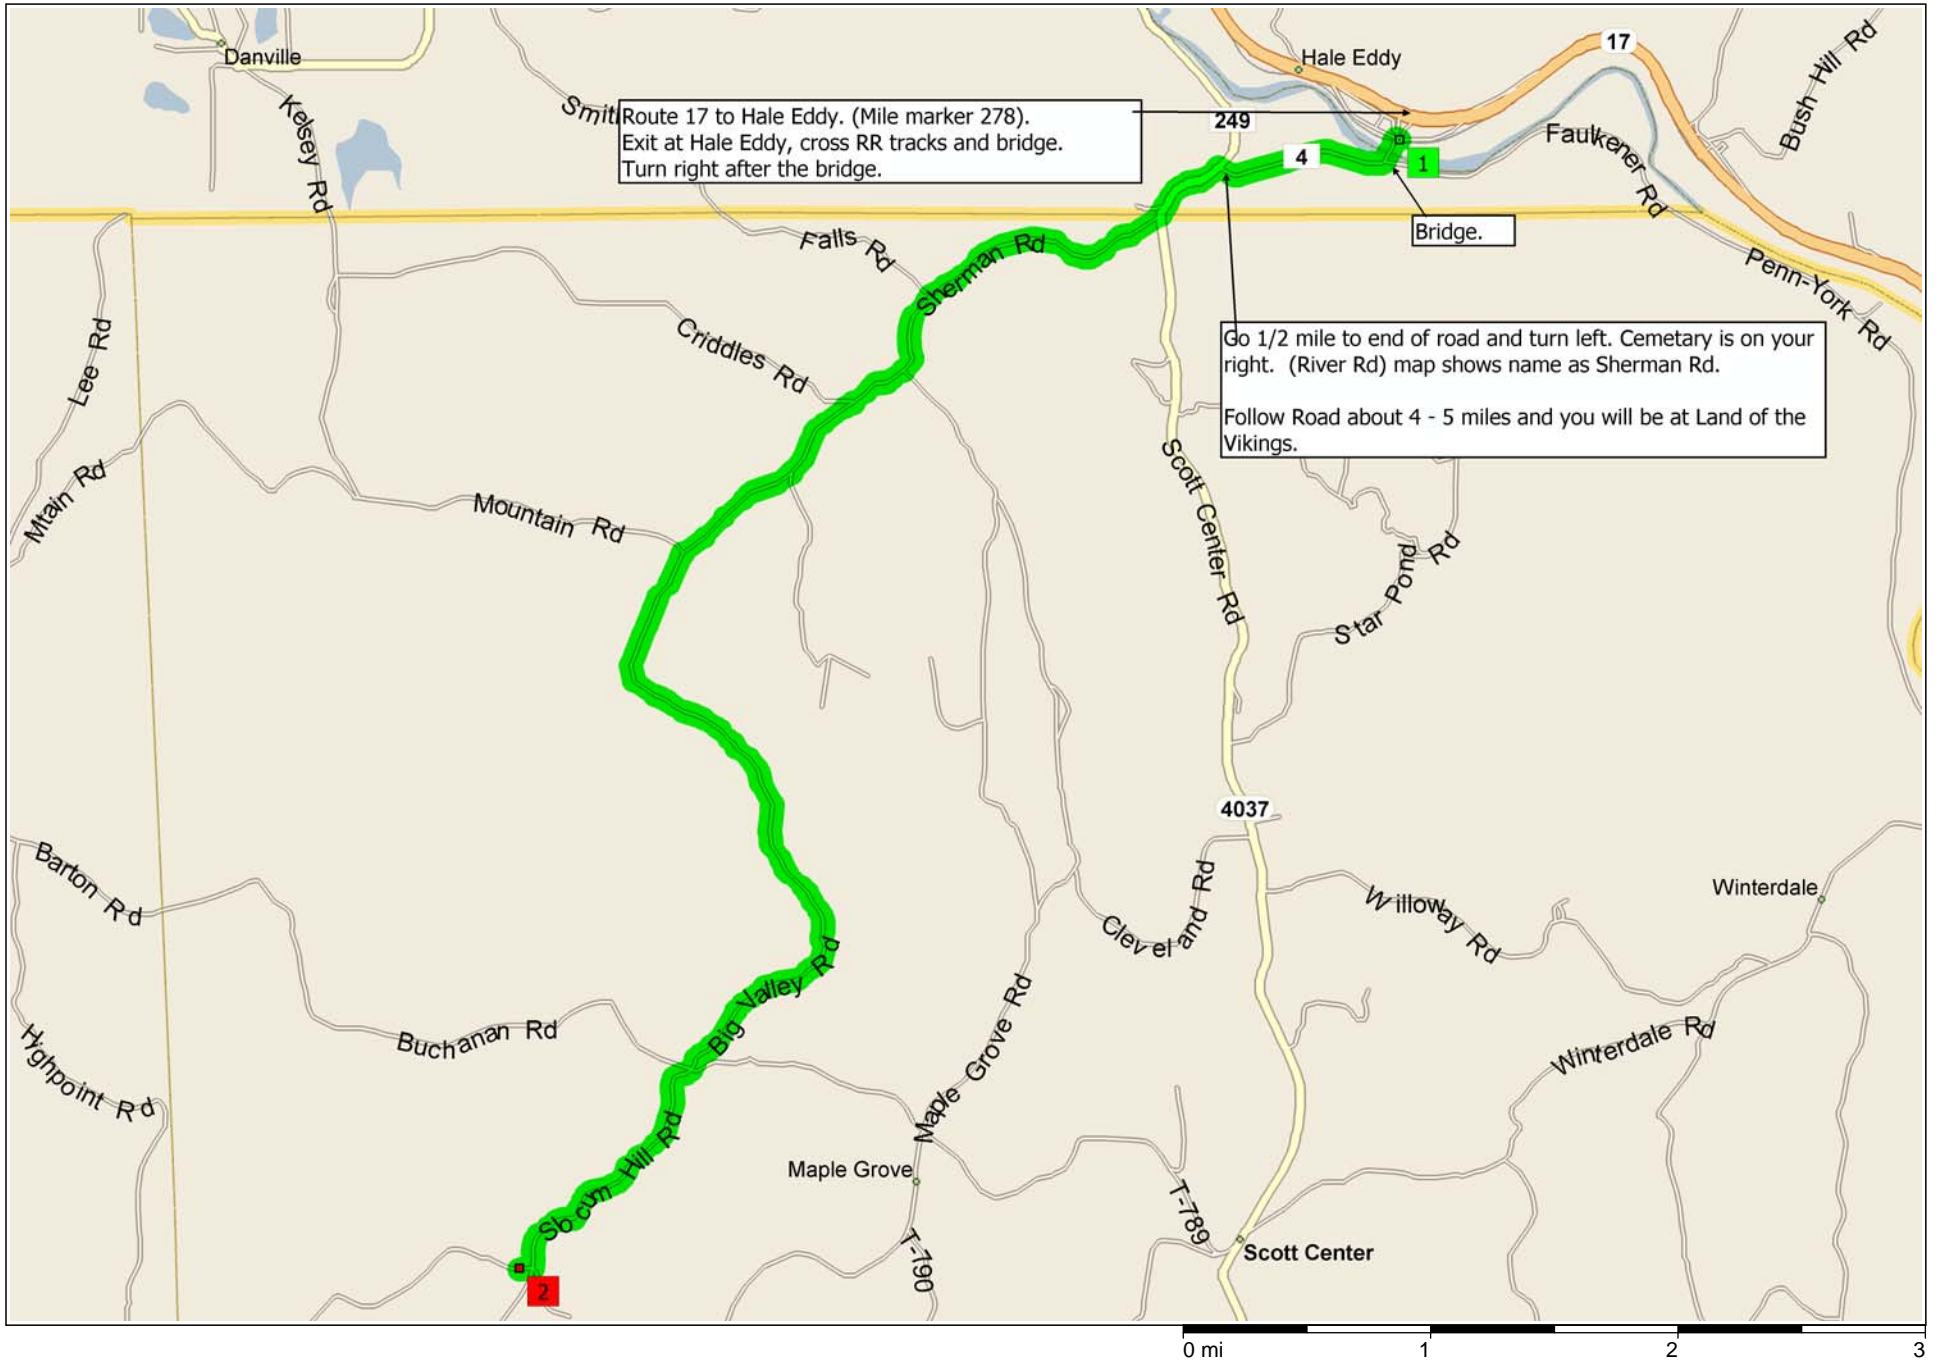 Danville
Hale Eddy
17
Bush Hill Rd
Kelsey Rd
Route 17 to Hale Eddy. (Mile marker 278).
Exit at Hale Eddy, cross RR tracks and bridge.
Turn right after the bridge.
249
4
1
Faulkener Rd
Bridge.
Falls Rd
Sherman Rd
Penn-York Rd
Lee Rd
Criddles Rd
Go 1/2 mile to end of road and turn left. Cemetary is on your
right. (River Rd) map shows name as Sherman Rd.
Follow Road about 4 - 5 miles and you will be at Land of the
Vikings.
Mtain Rd
Mountain Rd
Scott Center Rd
Star Pond Rd
4037
Barton Rd
Cleveland Rd
Willoway Rd
Winterdale
Big Valley Rd
Buchanan Rd
Maple Grove Rd
Winterdale Rd
Highpoint Rd
Slocum Hill Rd
Maple Grove
T-789
T-790
Scott Center
2
0 mi 1 2 3